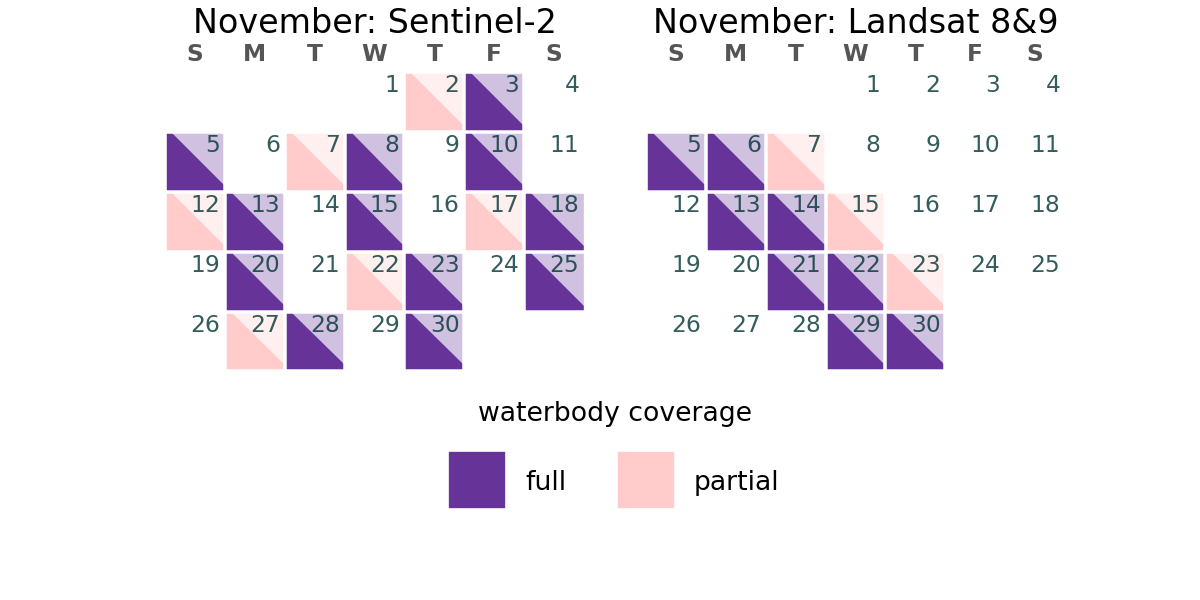 November: Sentinel-2
S M T W T F S
1 2 3 4
5 6 7 8 9 10 11
12 13 14 15 16 17 18
19 20 21 22 23 24 25
26 27 28 29 30
November: Landsat 8&9
S M T W T F S
1 2 3 4
5 6 7 8 9 10 11
12 13 14 15 16 17 18
19 20 21 22 23 24 25
26 27 28 29 30
waterbody coverage
full
partial